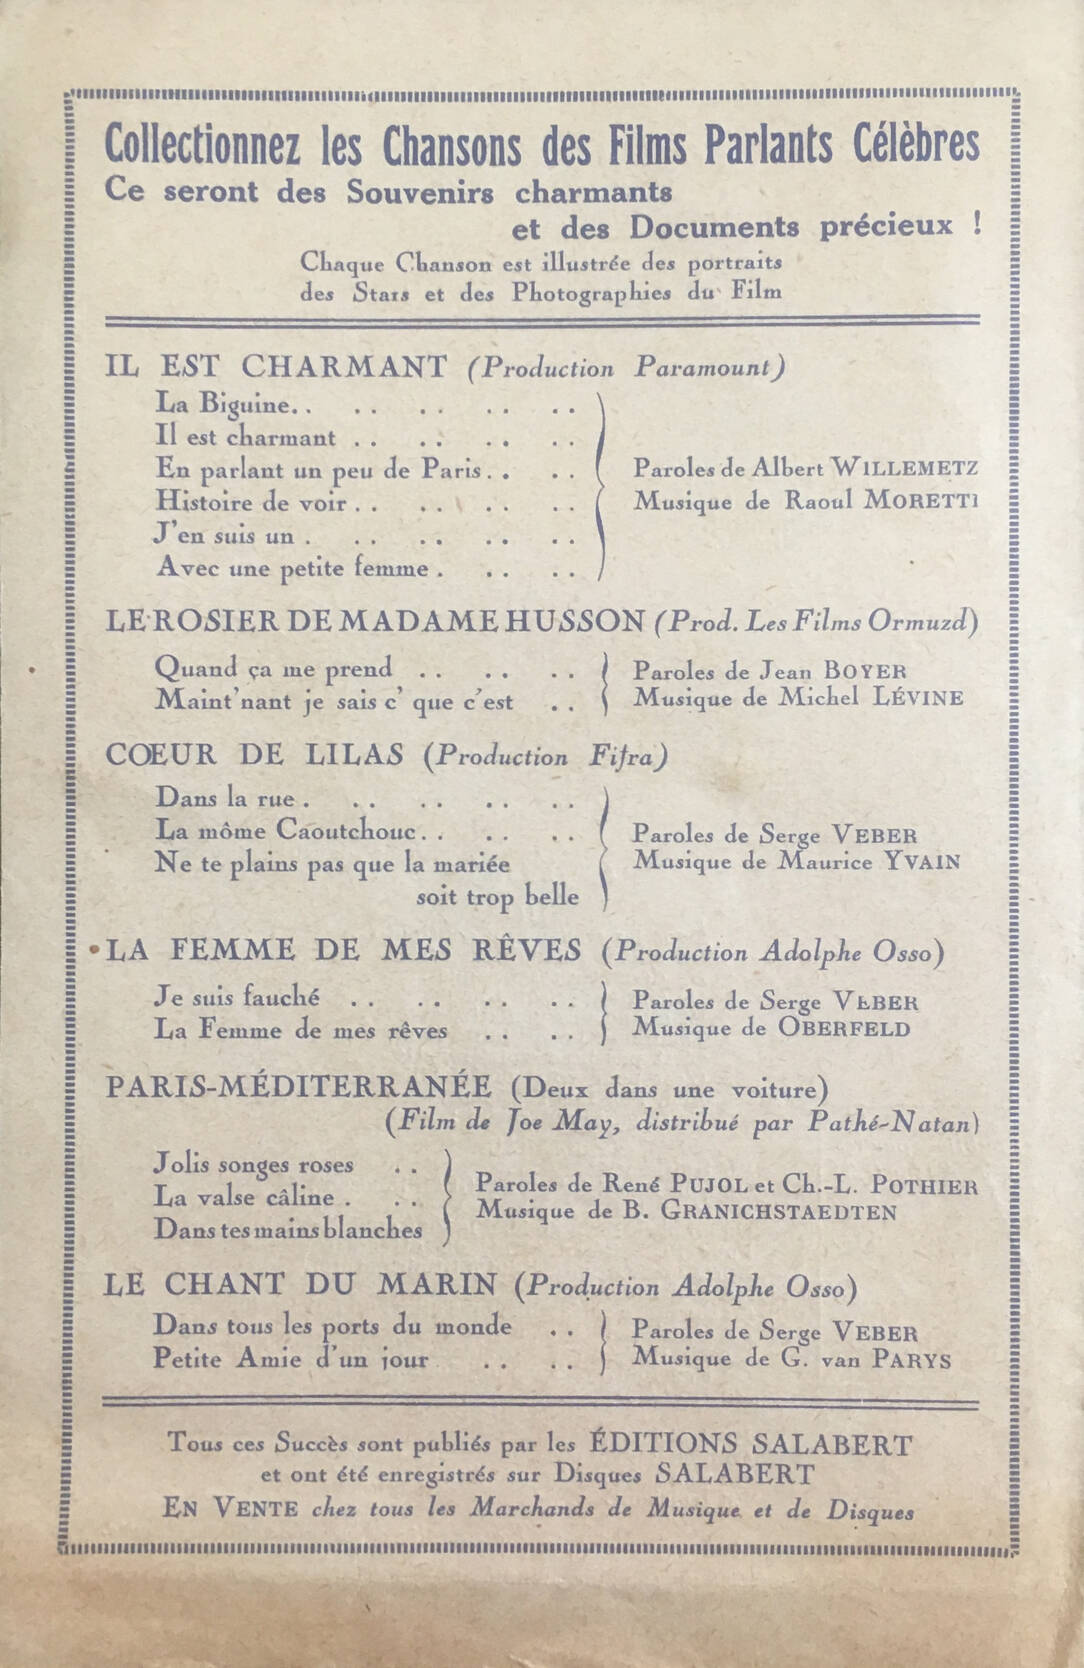 Collectionnez les Chansons des Films Parlants Célèbres
Ce seront des Souvenirs charmants
et des Documents précieux !
Chaque Chanson est illustrée des portraits
des Stars et des Photographies du Film
IL EST CHARMANT (Production Paramount)
La Biguine. . . . . . . . . .
Il est charmant . . . . . . . .
En parlant un peu de Paris. . . .
Histoire de voir . . . . . . . .
J'en suis un . . . . . . . . .
Avec une petite femme . . . . .
Paroles de Albert WILLEMETZ
Musique de Raoul MORETTI
LE ROSIER DE MADAME HUSSON (Prod. Les Films Ormuzd)
Quand ça me prend . . . . . .
Maint'nant je sais c' que c'est . .
Paroles de Jean BOYER
Musique de Michel LÉVINE
CŒUR DE LILAS (Production Fifra)
Dans la rue . . . . . . . . .
La môme Caoutchouc. . . . . .
Ne te plains pas que la mariée
soit trop belle
Paroles de Serge VEBER
Musique de Maurice YVAIN
LA FEMME DE MES RÊVES (Production Adolphe Osso)
Je suis fauché . . . . . . . .
La Femme de mes rêves . . . .
Paroles de Serge VEBER
Musique de OBERFELD
PARIS-MÉDITERRANÉE (Deux dans une voiture)
(Film de Joe May, distribué par Pathé-Natan)
Jolis songes roses . .
La valse câline . . .
Dans tes mains blanches
Paroles de René PUJOL et Ch.-L. POTHIER
Musique de B. GRANICHSTAEDTEN
LE CHANT DU MARIN (Production Adolphe Osso)
Dans tous les ports du monde . .
Petite Amie d'un jour . . . .
Paroles de Serge VEBER
Musique de G. van PARYS
Tous ces Succès sont publiés par les ÉDITIONS SALABERT
et ont été enregistrés sur Disques SALABERT
EN VENTE chez tous les Marchands de Musique et de Disques